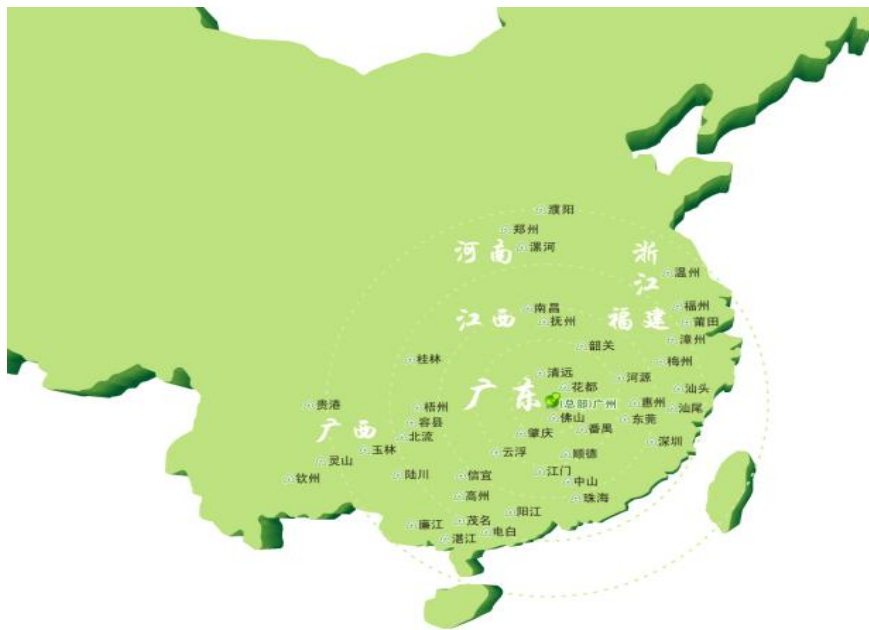 濮阳
郑州
漯河
河南
浙江
温州
南昌
抚州
江西
福建
福州
莆田
漳州
韶关
桂林
梅州
清远
河源
花都
汕头
广东
(总部)广州
惠州
汕尾
贵港
梧州
容县
佛山
东莞
广西
北流
肇庆
番禺
深圳
玉林
云浮
顺德
灵山
钦州
陆川
信宜
江门
中山
高州
珠海
阳江
廉江
茂名
电白
湛江